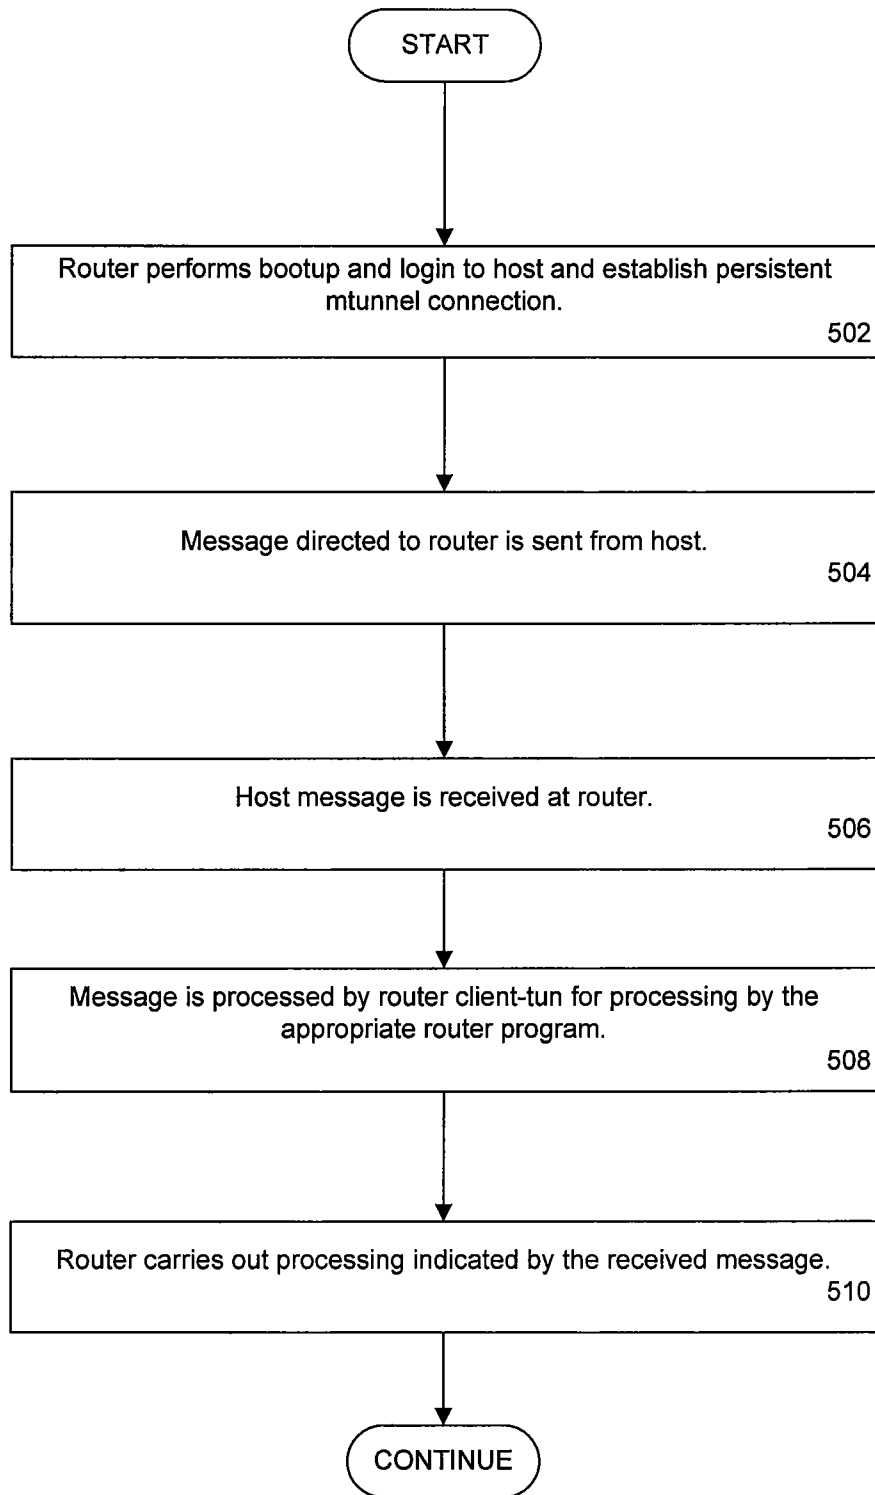 START
Router performs bootup and login to host and establish persistent
mtunnel connection.
502
Message directed to router is sent from host.
504
Host message is received at router.
506
Message is processed by router client-tun for processing by the
appropriate router program.
508
Router carries out processing indicated by the received message.
510
CONTINUE